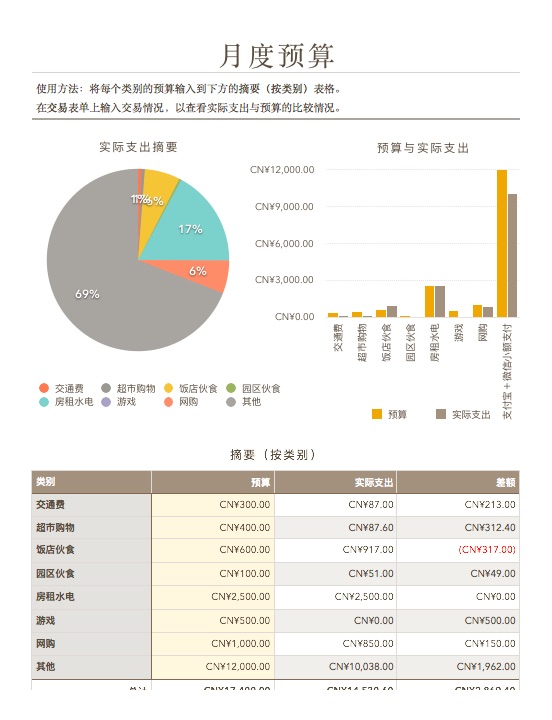 月度预算
使用方法：将每个类别的预算输入到下方的摘要（按类别）表格。
在交易表单上输入交易情况，以查看实际支出与预算的比较情况。
实际支出摘要
预算与实际支出
1%
6%
17%
6%
69%
CN¥12,000.00
CN¥9,000.00
CN¥6,000.00
CN¥3,000.00
CN¥0.00
交通费
超市购物
饭店伙食
园区伙食
房租水电
游戏
网购
支付宝+微信小额支付
交通费 超市购物 饭店伙食 园区伙食
房租水电 游戏 网购 其他
预算 实际支出
摘要（按类别）
类别 预算 实际支出 差额
交通费 CN¥300.00 CN¥87.00 CN¥213.00
超市购物 CN¥400.00 CN¥87.60 CN¥312.40
饭店伙食 CN¥600.00 CN¥917.00 (CN¥317.00)
园区伙食 CN¥100.00 CN¥51.00 CN¥49.00
房租水电 CN¥2,500.00 CN¥2,500.00 CN¥0.00
游戏 CN¥500.00 CN¥0.00 CN¥500.00
网购 CN¥1,000.00 CN¥850.00 CN¥150.00
其他 CN¥12,000.00 CN¥10,038.00 CN¥1,962.00